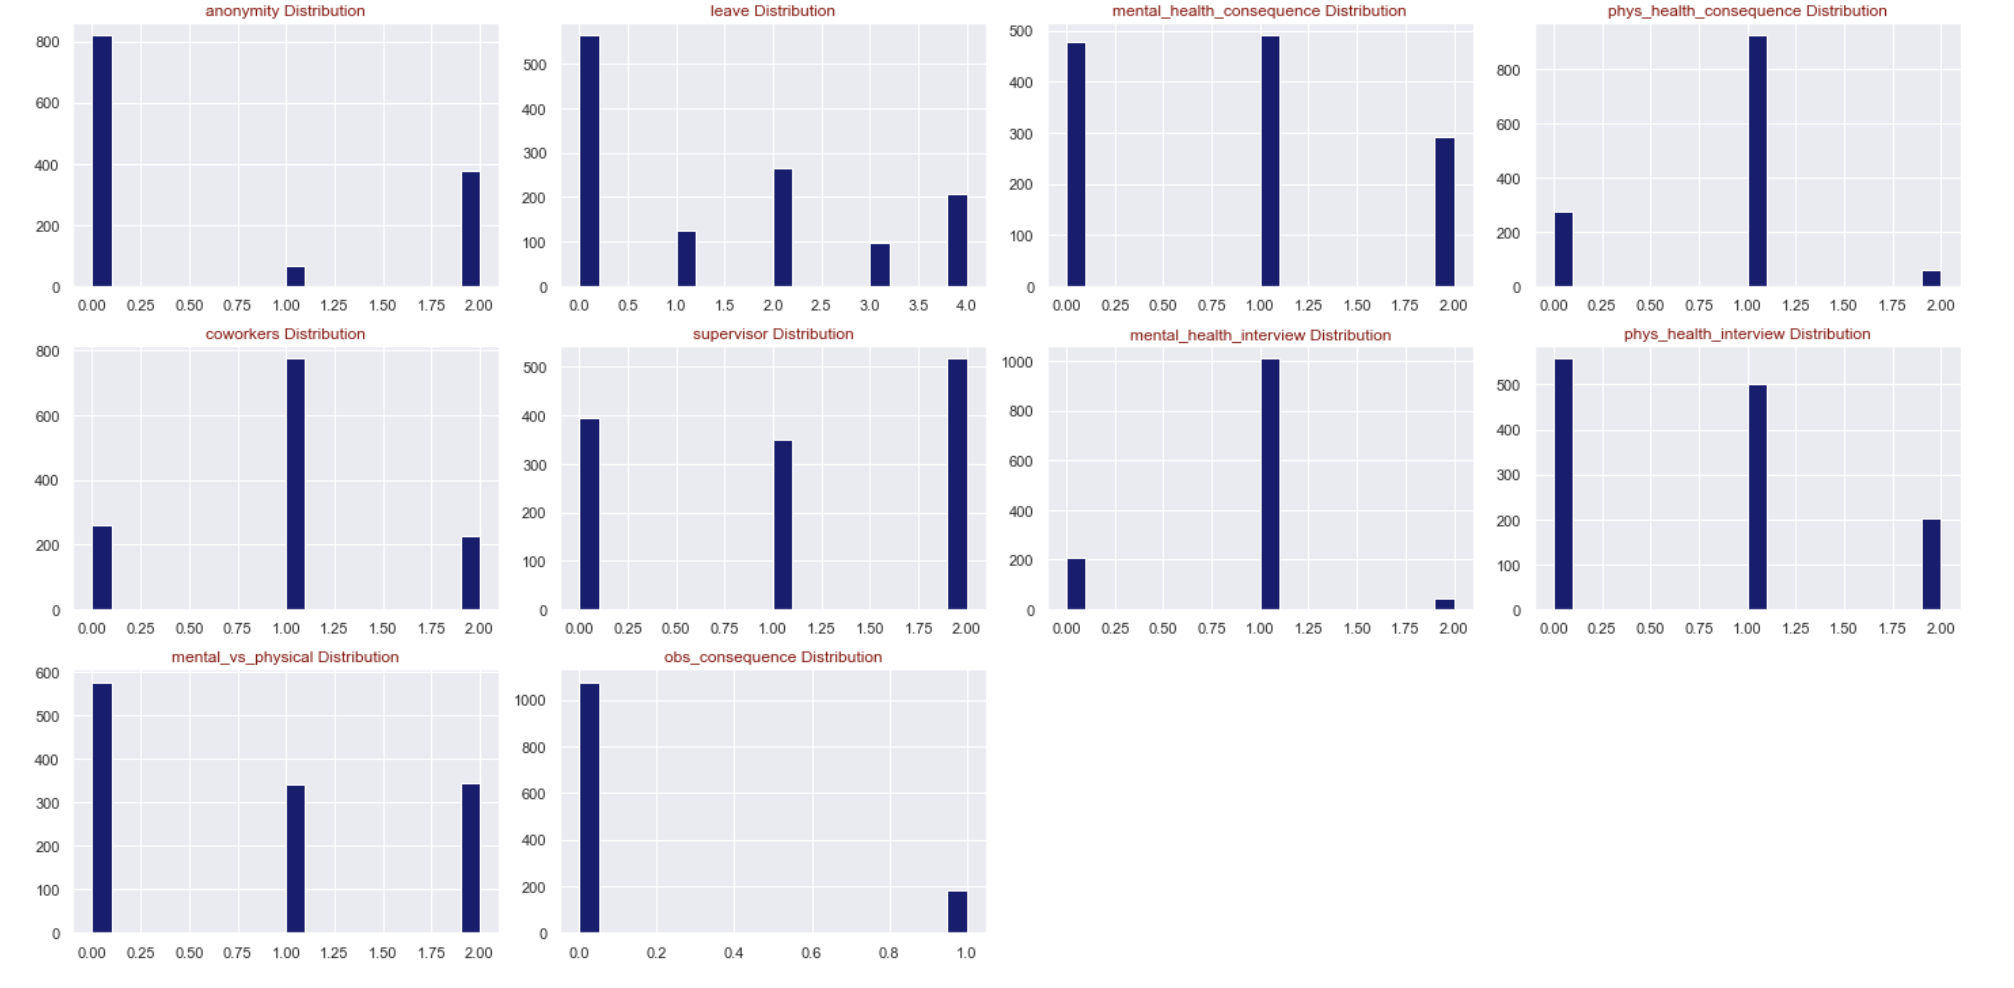 anonymity Distribution
800
600
400
200
0
0.00 0.25 0.50 0.75 1.00 1.25 1.50 1.75 2.00
leave Distribution
500
400
300
200
100
0
0.0 0.5 1.0 1.5 2.0 2.5 3.0 3.5 4.0
mental_health_consequence Distribution
500
400
300
200
100
0
0.00 0.25 0.50 0.75 1.00 1.25 1.50 1.75 2.00
phys_health_consequence Distribution
800
600
400
200
0
0.00 0.25 0.50 0.75 1.00 1.25 1.50 1.75 2.00
coworkers Distribution
800
600
400
200
0
0.00 0.25 0.50 0.75 1.00 1.25 1.50 1.75 2.00
supervisor Distribution
500
400
300
200
100
0
0.00 0.25 0.50 0.75 1.00 1.25 1.50 1.75 2.00
mental_health_interview Distribution
1000
800
600
400
200
0
0.00 0.25 0.50 0.75 1.00 1.25 1.50 1.75 2.00
phys_health_interview Distribution
500
400
300
200
100
0
0.00 0.25 0.50 0.75 1.00 1.25 1.50 1.75 2.00
mental_vs_physical Distribution
600
500
400
300
200
100
0
0.00 0.25 0.50 0.75 1.00 1.25 1.50 1.75 2.00
obs_consequence Distribution
1000
800
600
400
200
0
0.0 0.2 0.4 0.6 0.8 1.0